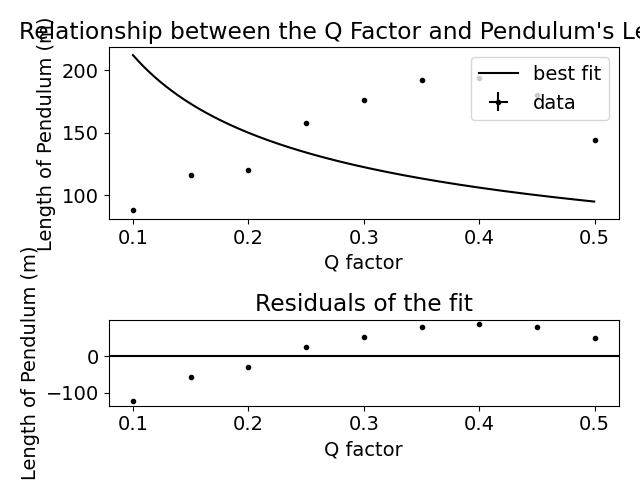 Relationship between the Q Factor and Pendulum's Le
Length of Pendulum (m)
200
150
100
best fit
data
0.1 0.2 0.3 0.4 0.5
Q factor
Residuals of the fit
Length of Pendulum (m)
0
−100
0.1 0.2 0.3 0.4 0.5
Q factor